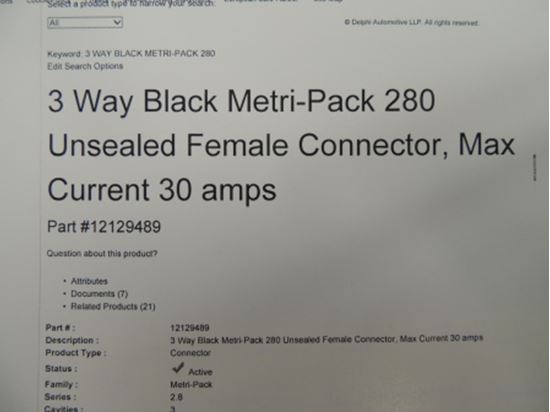 Select a product type to narrow your search:
All
© Delphi Automotive LLP. All rights reserved.
Keyword: 3 WAY BLACK METRI-PACK 280
Edit Search Options
3 Way Black Metri-Pack 280
Unsealed Female Connector, Max
Current 30 amps
Part #12129489
Question about this product?
• Attributes
• Documents (7)
• Related Products (21)
Part # : 12129489
Description : 3 Way Black Metri-Pack 280 Unsealed Female Connector, Max Current 30 amps
Product Type : Connector
Status : Active
Family : Metri-Pack
Series : 2.8
Cavities : 3